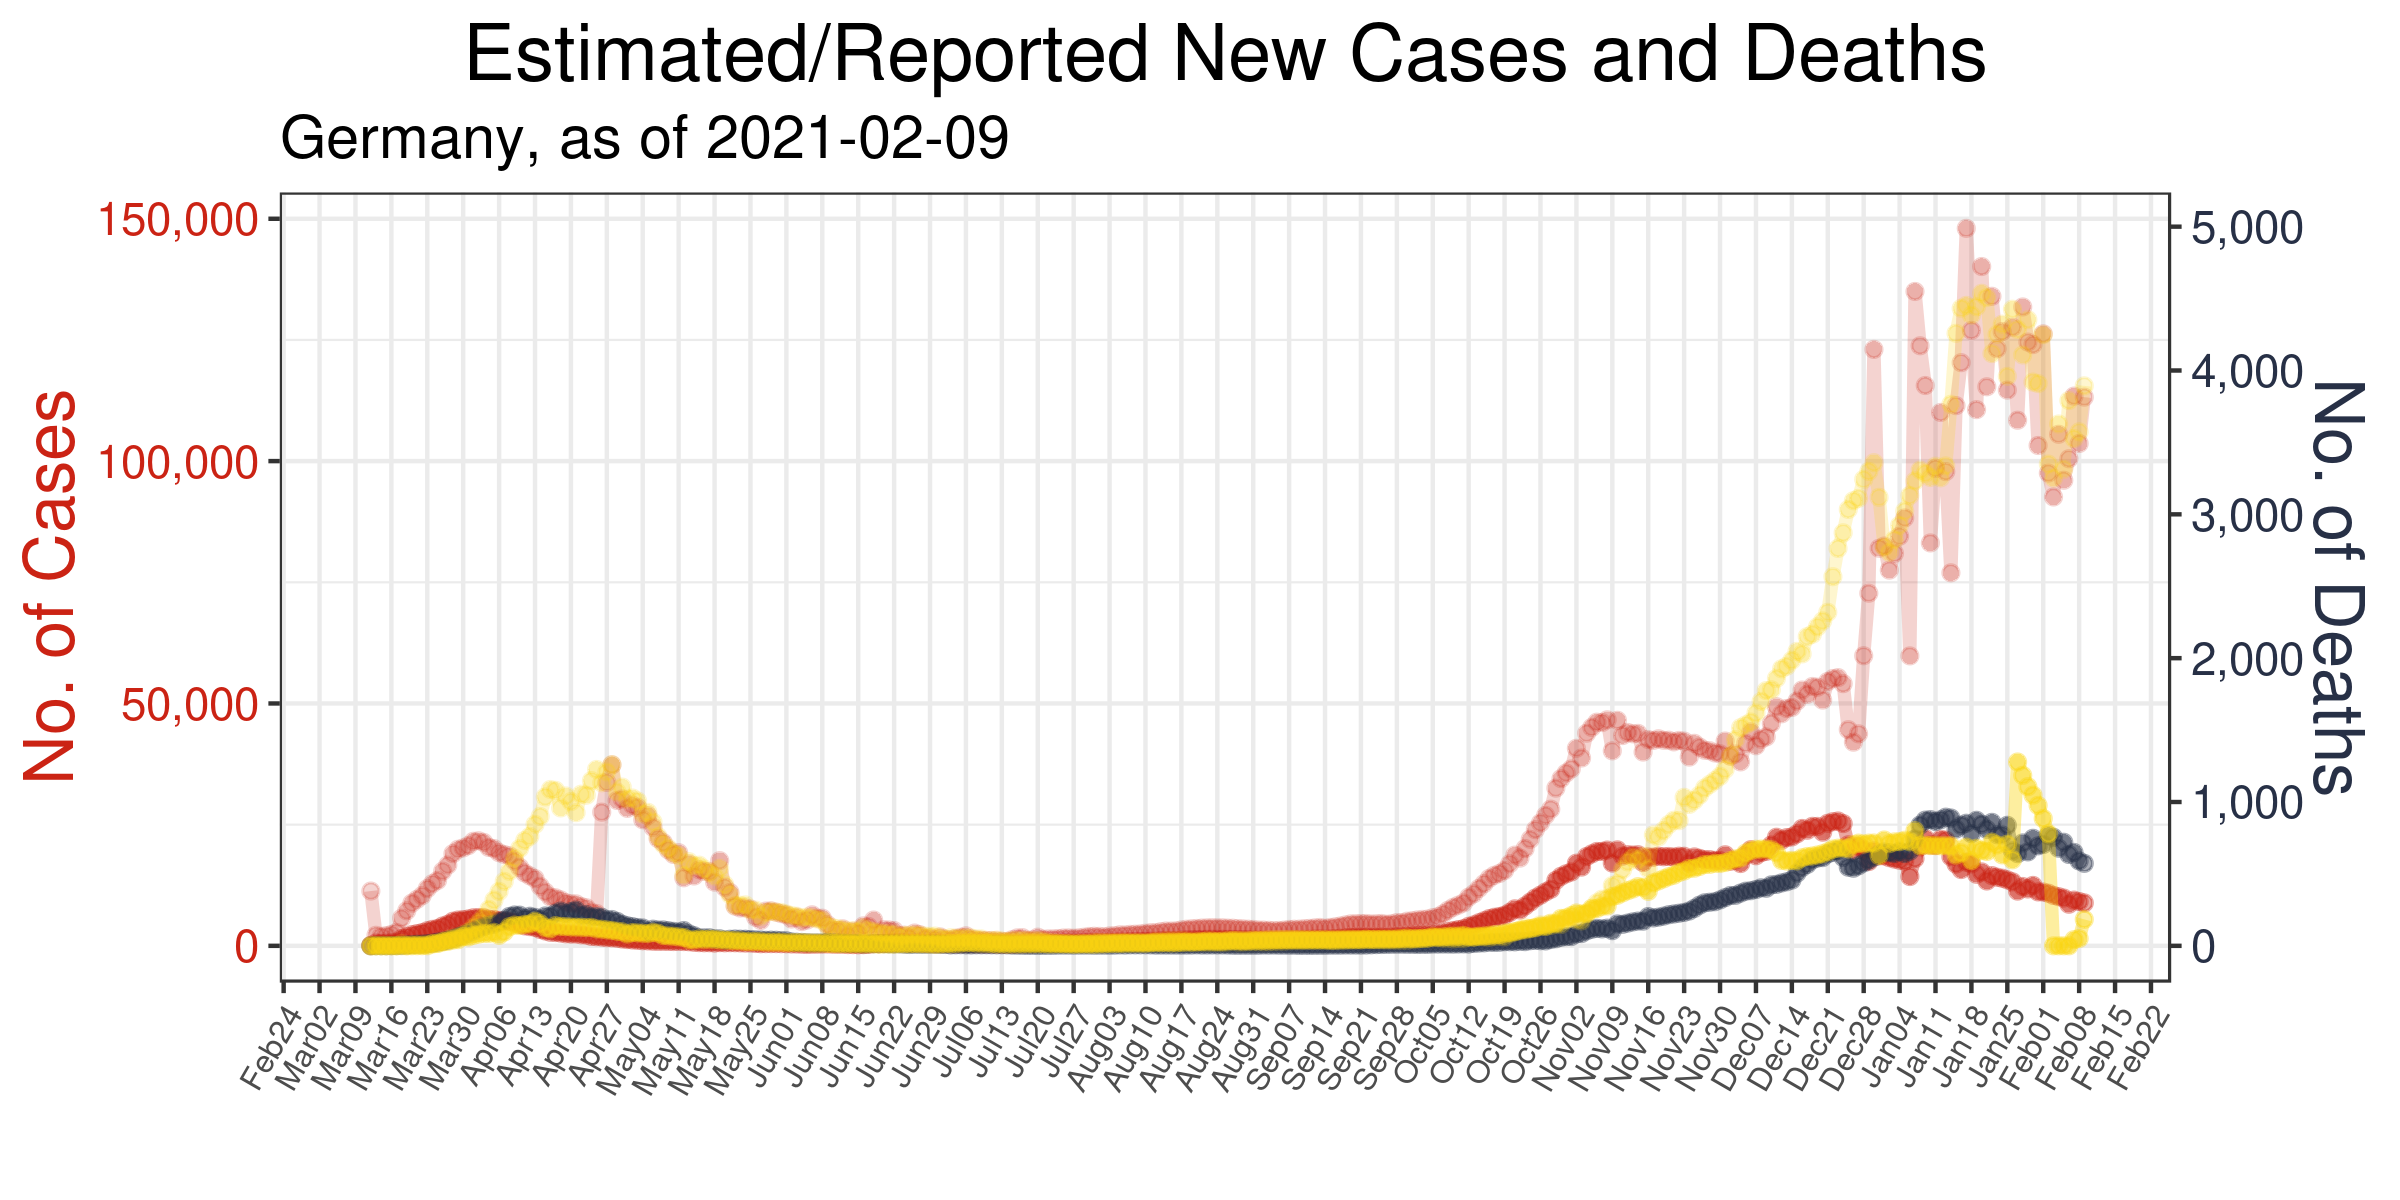 Estimated/Reported New Cases and Deaths
Germany, as of 2021-02-09
No. of Cases
150,000
100,000
50,000
0
5,000
4,000
3,000
2,000
1,000
0
No. of Deaths
Feb24
Mar02
Mar09
Mar16
Mar23
Mar30
Apr06
Apr13
Apr20
Apr27
May04
May11
May18
May25
Jun01
Jun08
Jun15
Jun22
Jun29
Jul06
Jul13
Jul20
Jul27
Aug03
Aug10
Aug17
Aug24
Aug31
Sep07
Sep14
Sep21
Sep28
Oct05
Oct12
Oct19
Oct26
Nov02
Nov09
Nov16
Nov23
Nov30
Dec07
Dec14
Dec21
Dec28
Jan04
Jan11
Jan18
Jan25
Feb01
Feb08
Feb15
Feb22